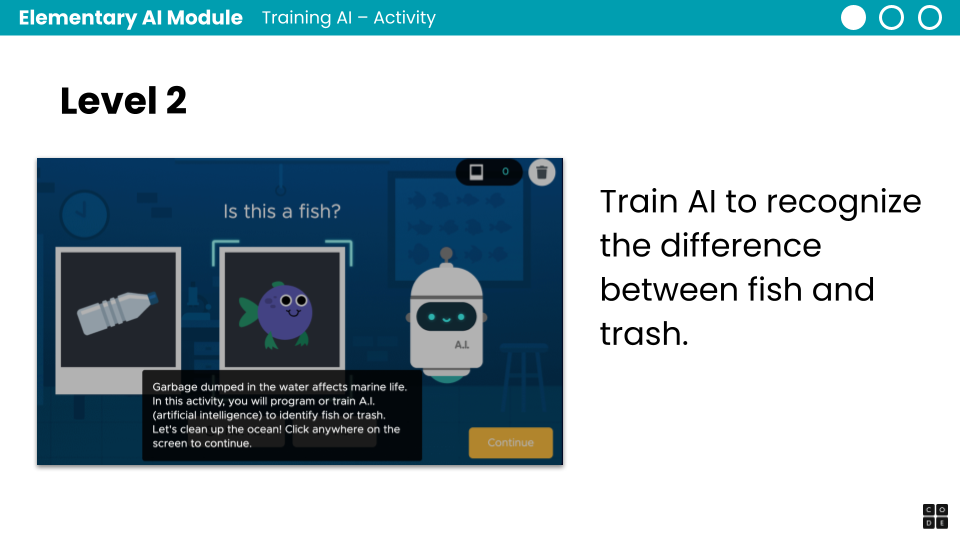 Elementary AI Module Training AI – Activity
Level 2
0
Is this a fish?
A.I.
Garbage dumped in the water affects marine life.
In this activity, you will program or train A.I.
(artificial intelligence) to identify fish or trash.
Let's clean up the ocean! Click anywhere on the
screen to continue.
Continue
Train AI to recognize
the difference
between fish and
trash.
C O
D E